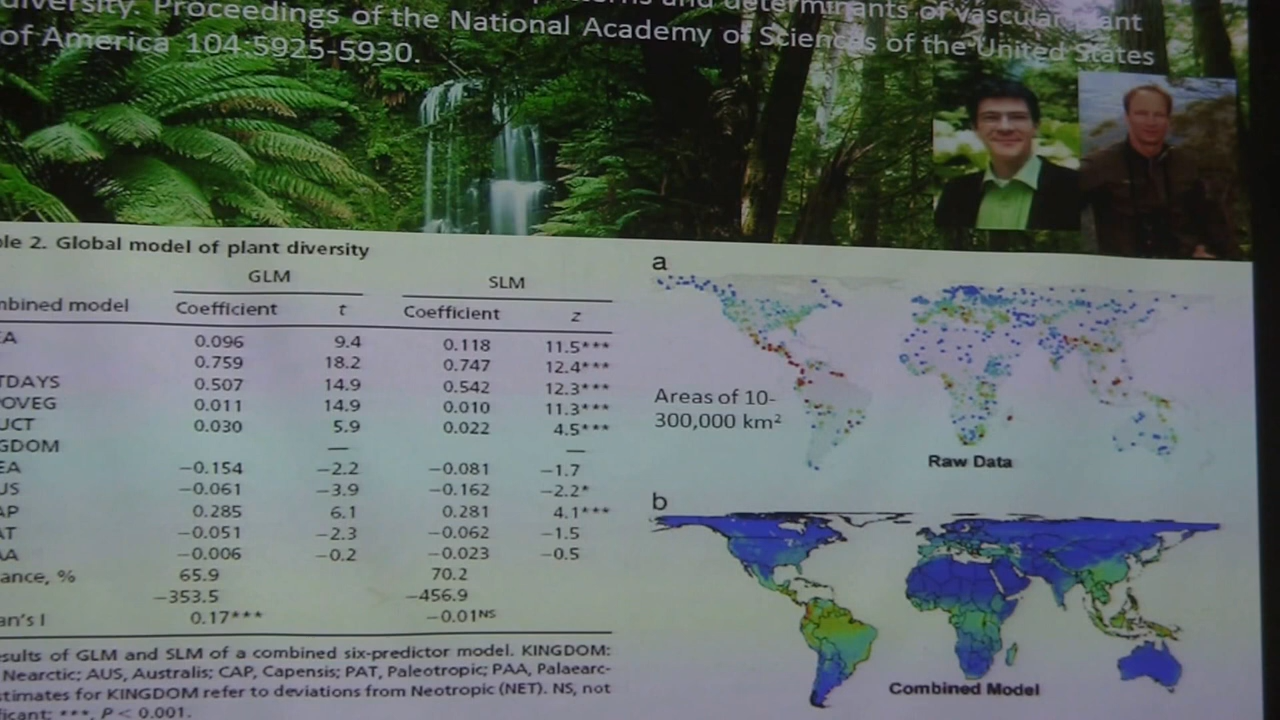 diversity. Proceedings of the National Academy of Sciences of the United States
and determinants of vascular plant
of America 104:5925-5930.
ble 2. Global model of plant diversity
GLM SLM
mbined model Coefficient t Coefficient z
EA 0.096 9.4 0.118 11.5***
0.759 18.2 0.747 12.4***
TDAYS 0.507 14.9 0.542 12.3***
OVEG 0.011 14.9 0.010 11.3***
UCT 0.030 5.9 0.022 4.5***
GDOM — —
EA −0.154 −2.2 −0.081 −1.7
US −0.061 −3.9 −0.162 −2.2*
AP 0.285 6.1 0.281 4.1***
AT −0.051 −2.3 −0.062 −1.5
AA −0.006 −0.2 −0.023 −0.5
ance, % 65.9 70.2
−353.5 −456.9
an's I 0.17*** −0.01NS
esults of GLM and SLM of a combined six-predictor model. KINGDOM:
Nearctic; AUS, Australis; CAP, Capensis; PAT, Paleotropic; PAA, Palaearc-
stimates for KINGDOM refer to deviations from Neotropic (NET). NS, not
ficant; ***, P < 0.001.
a
Areas of 10-
300,000 km²
Raw Data
b
Combined Model